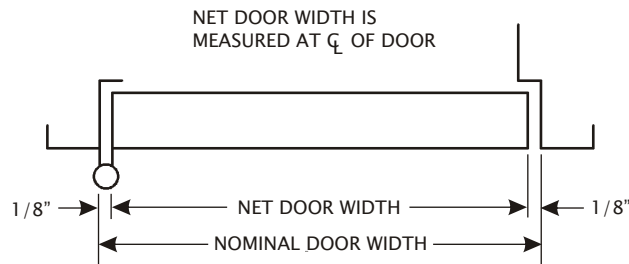 NET DOOR WIDTH IS
MEASURED AT ℄ OF DOOR
1/8” NET DOOR WIDTH 1/8”
NOMINAL DOOR WIDTH